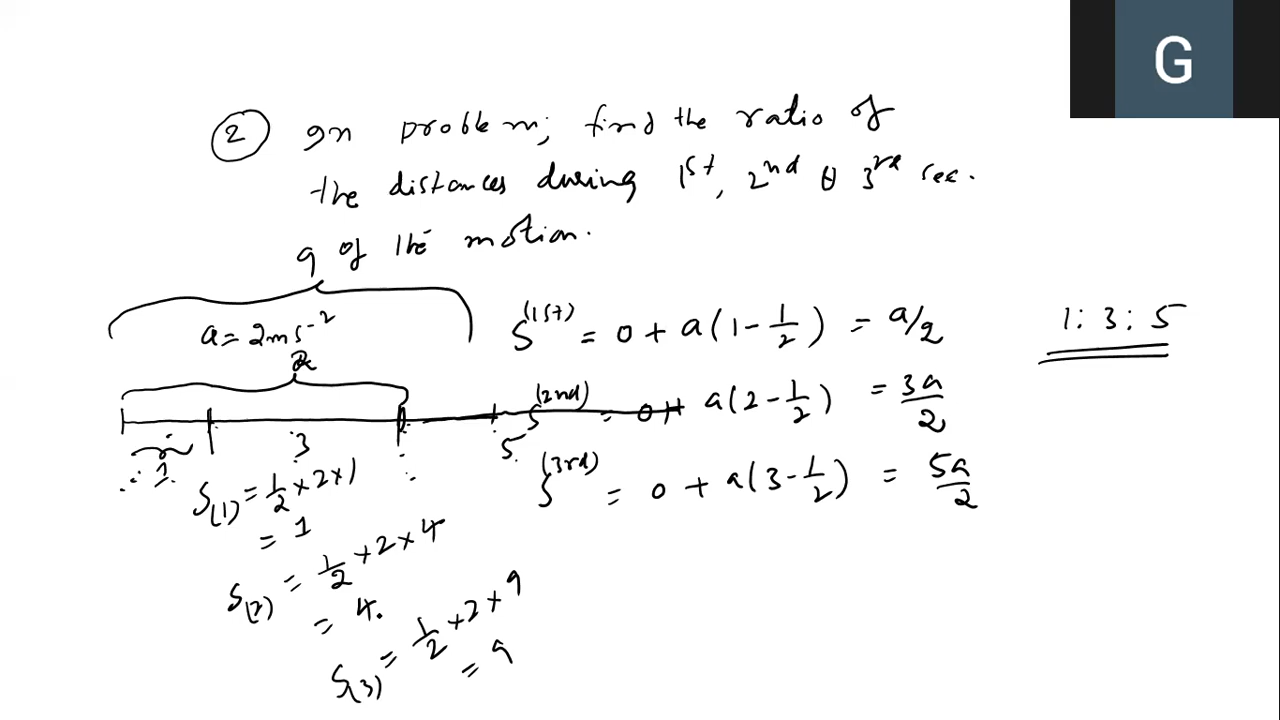 G
② In problem, find the ratio of
the distances during 1st, 2nd & 3rd sec.
of the motion.
9
a = 2ms⁻²
1 3 5
S(1st) = 0 + a(1 - 1/2) = a/2
1 : 3 : 5
S(2nd) = 0 + a(2 - 1/2) = 3a/2
S(3rd) = 0 + a(3 - 1/2) = 5a/2
S(1) = 1/2 × 2 × 1
= 1
S(2) = 1/2 × 2 × 4
= 4.
S(3) = 1/2 × 2 × 9
= 9